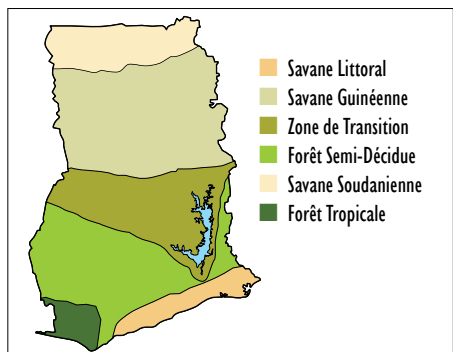 Savane Littoral
Savane Guinéenne
Zone de Transition
Forêt Semi-Décidue
Savane Soudanienne
Forêt Tropicale